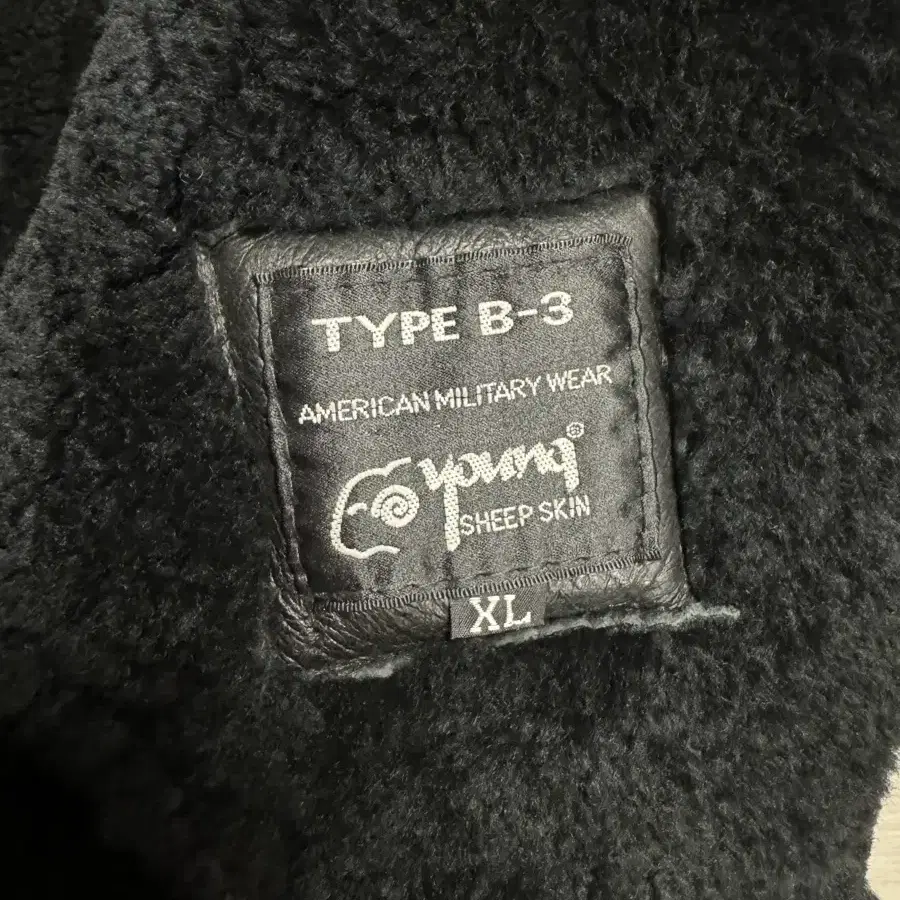 TYPE B-3
AMERICAN MILITARY WEAR
young®
SHEEP SKIN
XL